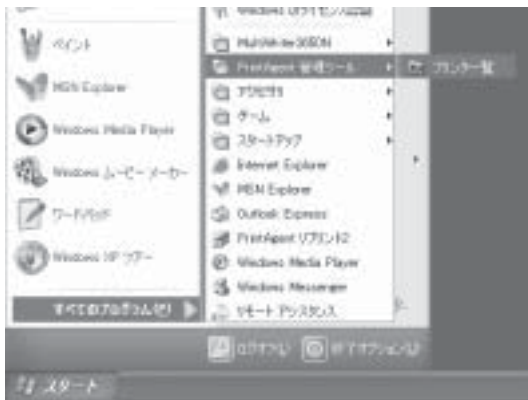 ペイント
MSN Explorer
Windows Media Player
Windows ムービー メーカー
ワードパッド
Windows XP ツアー
すべてのプログラム(P)
PrintAgent 管理ツール
プリンター覧
アクセサリ
ゲーム
スタートアップ
Internet Explorer
MSN Explorer
Outlook Express
PrintAgent リプリント2
Windows Media Player
Windows Messenger
リモート アシスタンス
ログオフ(L)
終了オプション(U)
スタート